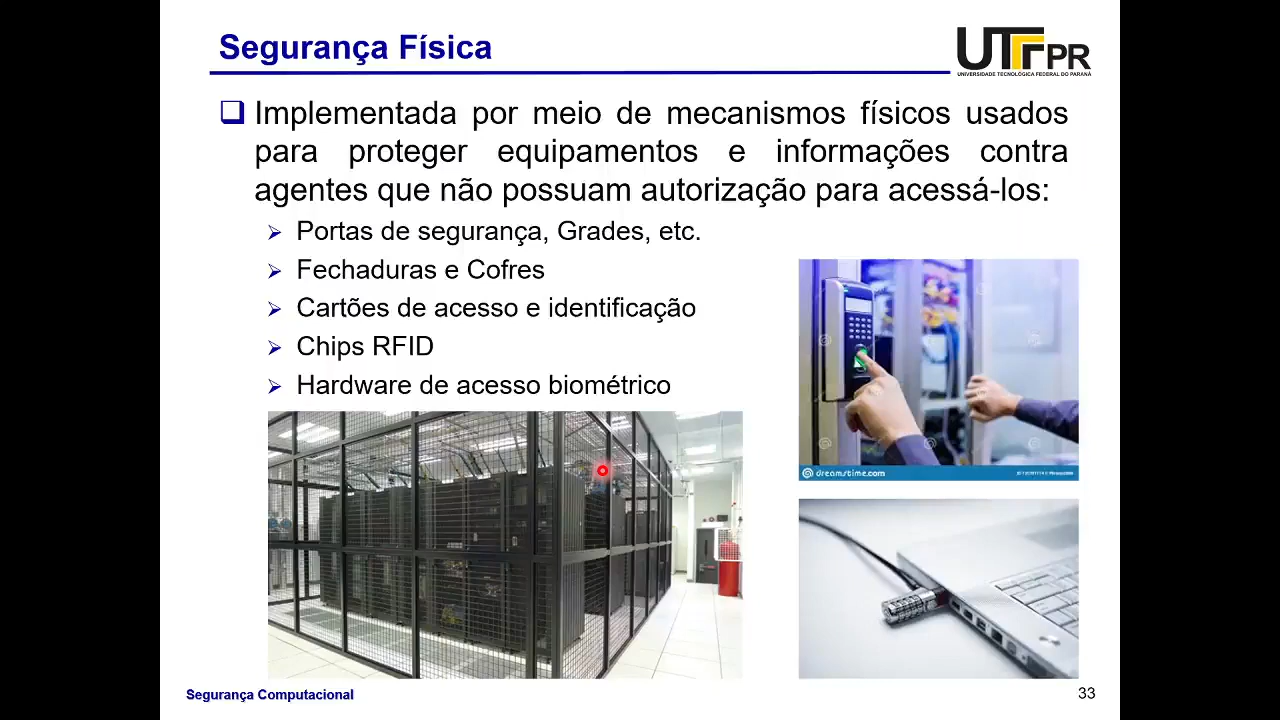 Segurança Física
UTFPR
UNIVERSIDADE TECNOLÓGICA FEDERAL DO PARANÁ
Implementada por meio de mecanismos físicos usados
para proteger equipamentos e informações contra
agentes que não possuam autorização para acessá-los:
Portas de segurança, Grades, etc.
Fechaduras e Cofres
Cartões de acesso e identificação
Chips RFID
Hardware de acesso biométrico
dreamstime.com
Segurança Computacional
33